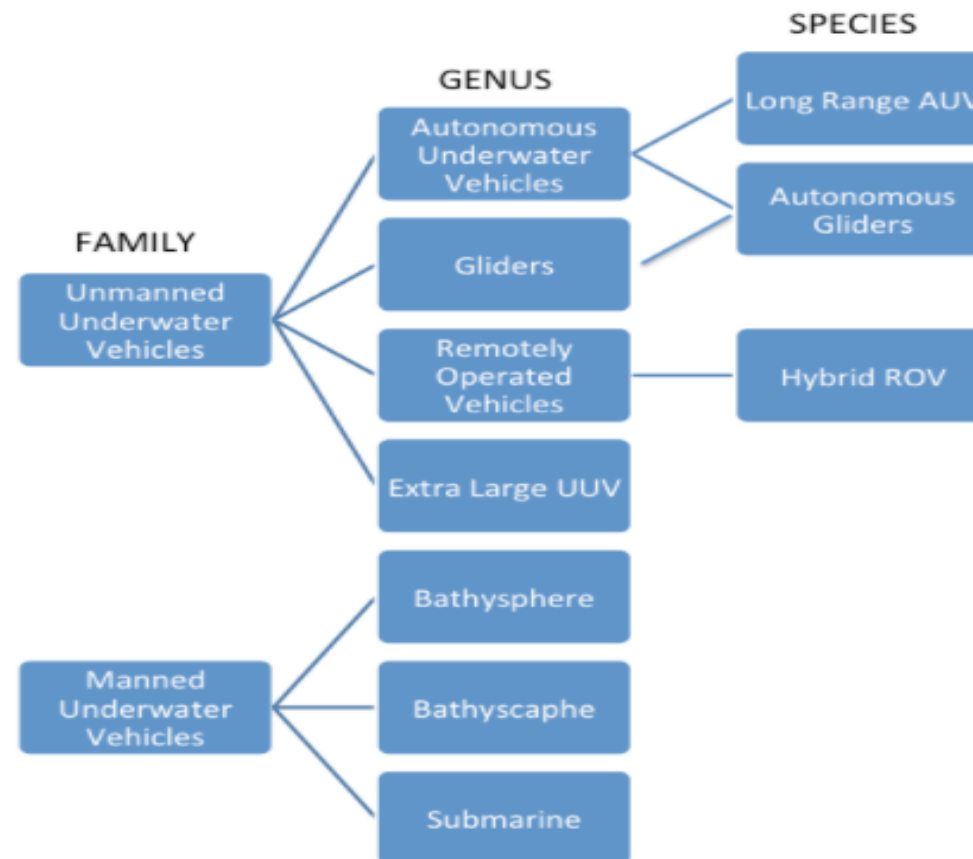 SPECIES
GENUS
FAMILY
Long Range AUV
Autonomous
Underwater
Vehicles
Autonomous
Gliders
Gliders
Unmanned
Underwater
Vehicles
Remotely
Operated
Vehicles
Hybrid ROV
Extra Large UUV
Bathysphere
Manned
Underwater
Vehicles
Bathyscaphe
Submarine